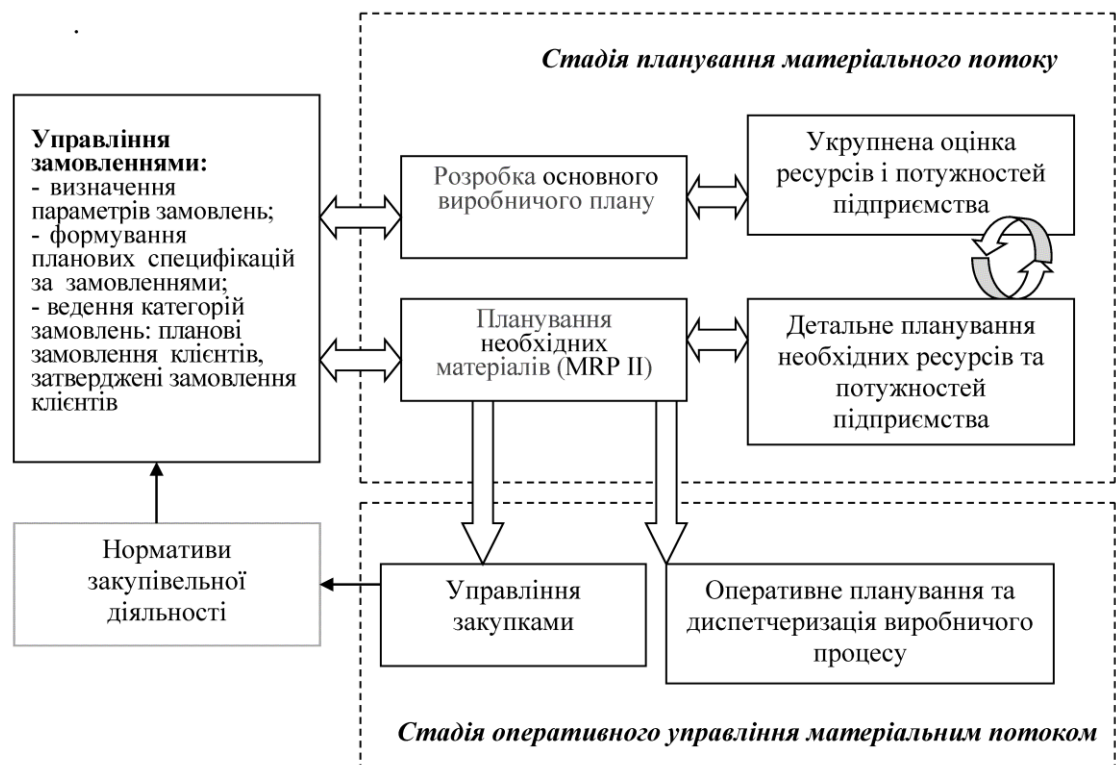 .
Стадія планування матеріального потоку
Управління
замовленнями:
- визначення
параметрів замовлень;
- формування
планових специфікацій
за замовленнями;
- ведення категорій
замовлень: планові
замовлення клієнтів,
затверджені замовлення
клієнтів
Розробка основного
виробничого плану
Укрупнена оцінка
ресурсів і потужностей
підприємства
Планування
необхідних
матеріалів (MRP II)
Детальне планування
необхідних ресурсів та
потужностей
підприємства
Нормативи
закупівельної
діяльності
Управління
закупками
Оперативне планування та
диспетчеризація виробничого
процесу
Стадія оперативного управління матеріальним потоком